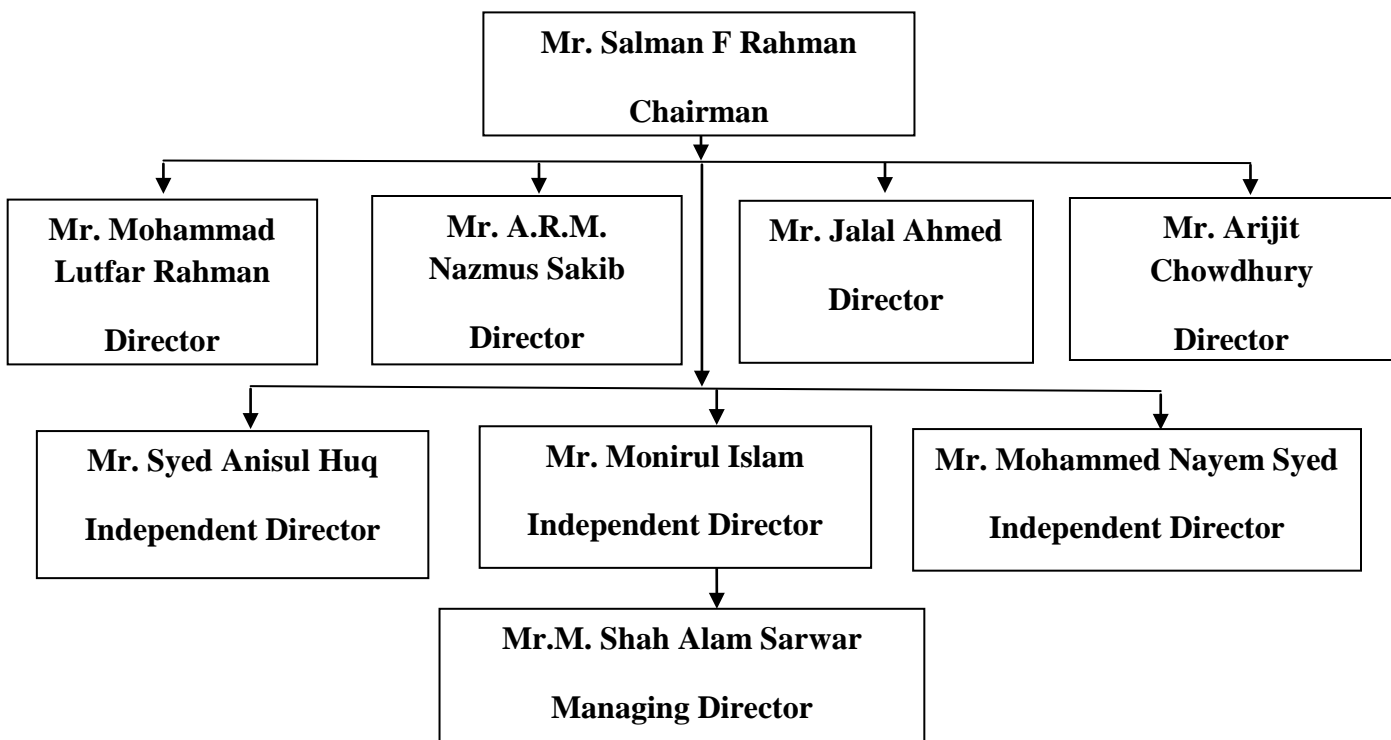 Mr. Salman F Rahman
Chairman
Mr. Mohammad
Lutfar Rahman
Director
Mr. A.R.M.
Nazmus Sakib
Director
Mr. Jalal Ahmed
Director
Mr. Arijit
Chowdhury
Director
Mr. Syed Anisul Huq
Independent Director
Mr. Monirul Islam
Independent Director
Mr. Mohammed Nayem Syed
Independent Director
Mr.M. Shah Alam Sarwar
Managing Director